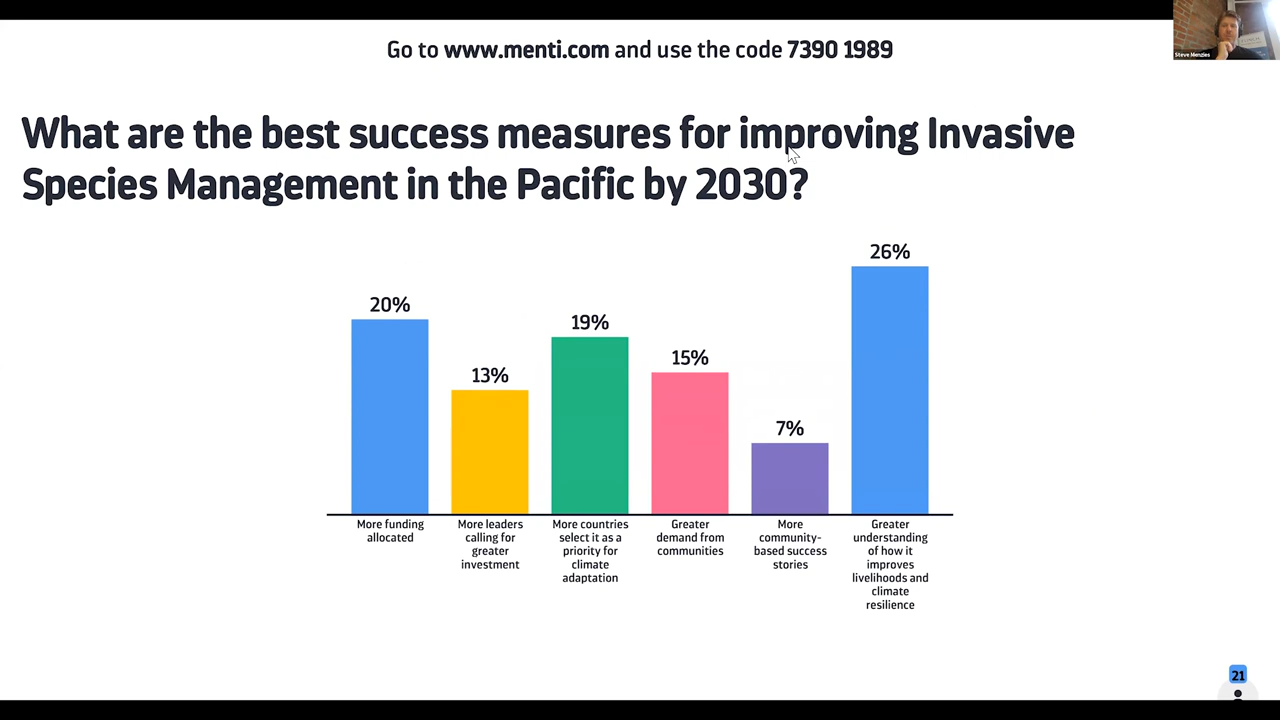 Go to www.menti.com and use the code 7390 1989
Steve Menzies
What are the best success measures for improving Invasive
Species Management in the Pacific by 2030?
20%
13%
19%
15%
7%
26%
More funding
allocated
More leaders
calling for
greater
investment
More countries
select it as a
priority for
climate
adaptation
Greater
demand from
communities
More
community-
based success
stories
Greater
understanding
of how it
improves
livelihoods and
climate
resilience
21